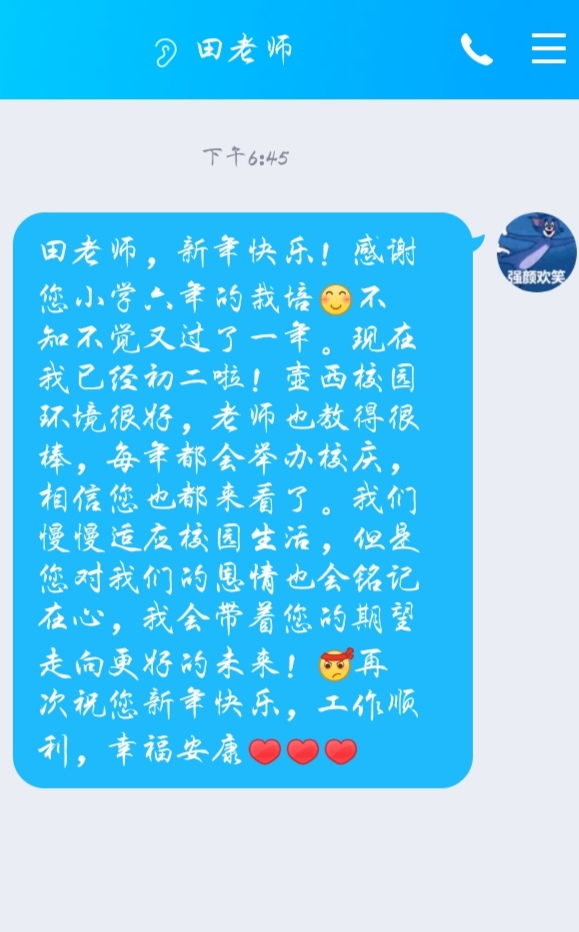 田老师
下午6:45
田老师，新年快乐！感谢
您小学六年的栽培😊不
知不觉又过了一年。现在
我已经初二啦！壶西校园
环境很好，老师也教得很
棒，每年都会举办校庆，
相信您也都来看了。我们
慢慢适应校园生活，但是
您对我们的恩情也会铭记
在心，我会带着您的期望
走向更好的未来！再
次祝您新年快乐，工作顺
利，幸福安康❤❤❤
强颜欢笑